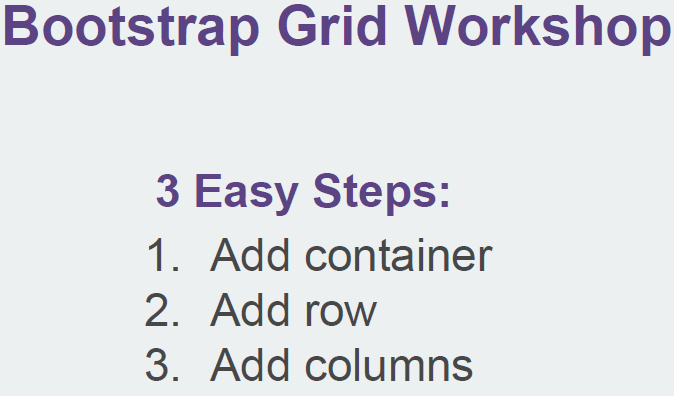 Bootstrap Grid Workshop
3 Easy Steps:
1. Add container
2. Add row
3. Add columns